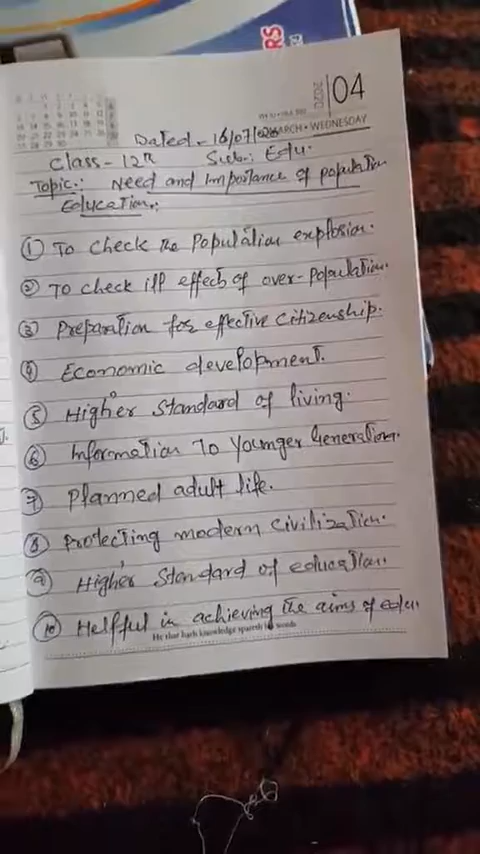 RS
04
2020
MARCH • WEDNESDAY
Dated - 16/07/2026
Class - 12th Sub:. Edu.
Topic:. Need and Importance of population
Education.:
① To check the Population explosion.
② To check ill effects of over-population.
③ Preparation for effective citizenship.
④ Economic development.
⑤ Higher Standard of living.
⑥ Information To Younger Generation.
⑦ Planned adult life.
⑧ Protecting modern civilization.
⑨ Higher Standard of education.
⑩ Helpful in achieving the aims of edu.
He that hath knowledge spareth his words